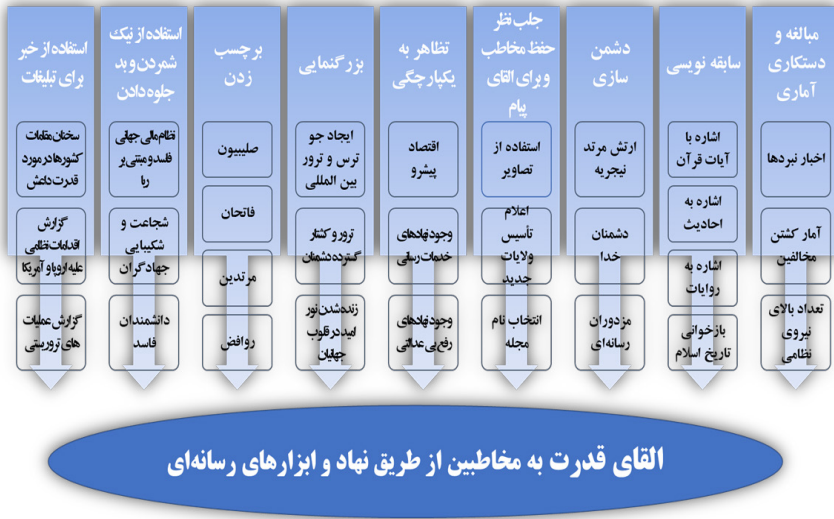 مبالغه و
دستکاری
آماری
اخبار نبردها
آمار کشتن
مخالفین
تعداد بالای
نیروی
نظامی
سابقه نویسی
اشاره با
آیات قرآن
اشاره به
احادیث
اشاره به
روایات
بازخوانی
تاریخ اسلام
دشمن
سازی
ارتش مرتد
نیجریه
دشمنان
خدا
مزدوران
رسانه‌ای
جلب نظر
حفظ مخاطب
و برای القای
پیام
استفاده از
تصاویر
اعلام
تأسیس
ولایات
جدید
انتخاب نام
مجله
تظاهر به
یکپارچگی
اقتصاد
پیشرو
وجود نهادهای
خدمات رسانی
وجود نهادهای
رفع بی عدالتی
بزرگنمایی
ایجاد جو
ترس و ترور
بین المللی
ترور و کشتار
گسترده دشمنان
زنده شدن نور
امید در قلوب
جهانیان
برچسب
زدن
صلیبیون
فاتحان
مرتدین
روافض
استفاده از نیک
شمردن و بد
جلوه دادن
نظام مالی جهانی
فاسد و مبتنی بر
ربا
شجاعت و
شکیبایی
جهادگران
دانشمندان
فاسد
استفاده از خبر
برای تبلیغات
سخنان مقامات
کشورها در مورد
قدرت داعش
گزارش
اقدامات نظامی
علیه اروپا و آمریکا
گزارش عملیات
های تروریستی
القای قدرت به مخاطبین از طریق نهاد و ابزارهای رسانه‌ای